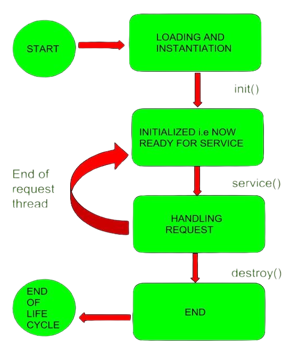 START
LOADING AND
INSTANTIATION
init()
INITIALIZED i.e NOW
READY FOR SERVICE
End of
request
thread
service()
HANDLING
REQUEST
destroy()
END
OF
LIFE
CYCLE
END